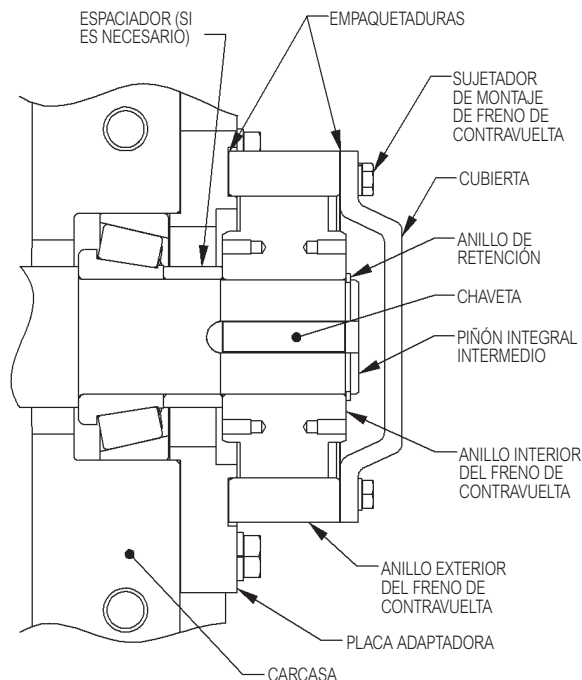 ESPACIADOR (SI
ES NECESARIO)
EMPAQUETADURAS
SUJETADOR
DE MONTAJE
DE FRENO DE
CONTRAVUELTA
CUBIERTA
ANILLO DE
RETENCIÓN
CHAVETA
PIÑÓN INTEGRAL
INTERMEDIO
ANILLO INTERIOR
DEL FRENO DE
CONTRAVUELTA
ANILLO EXTERIOR
DEL FRENO DE
CONTRAVUELTA
PLACA ADAPTADORA
CARCASA